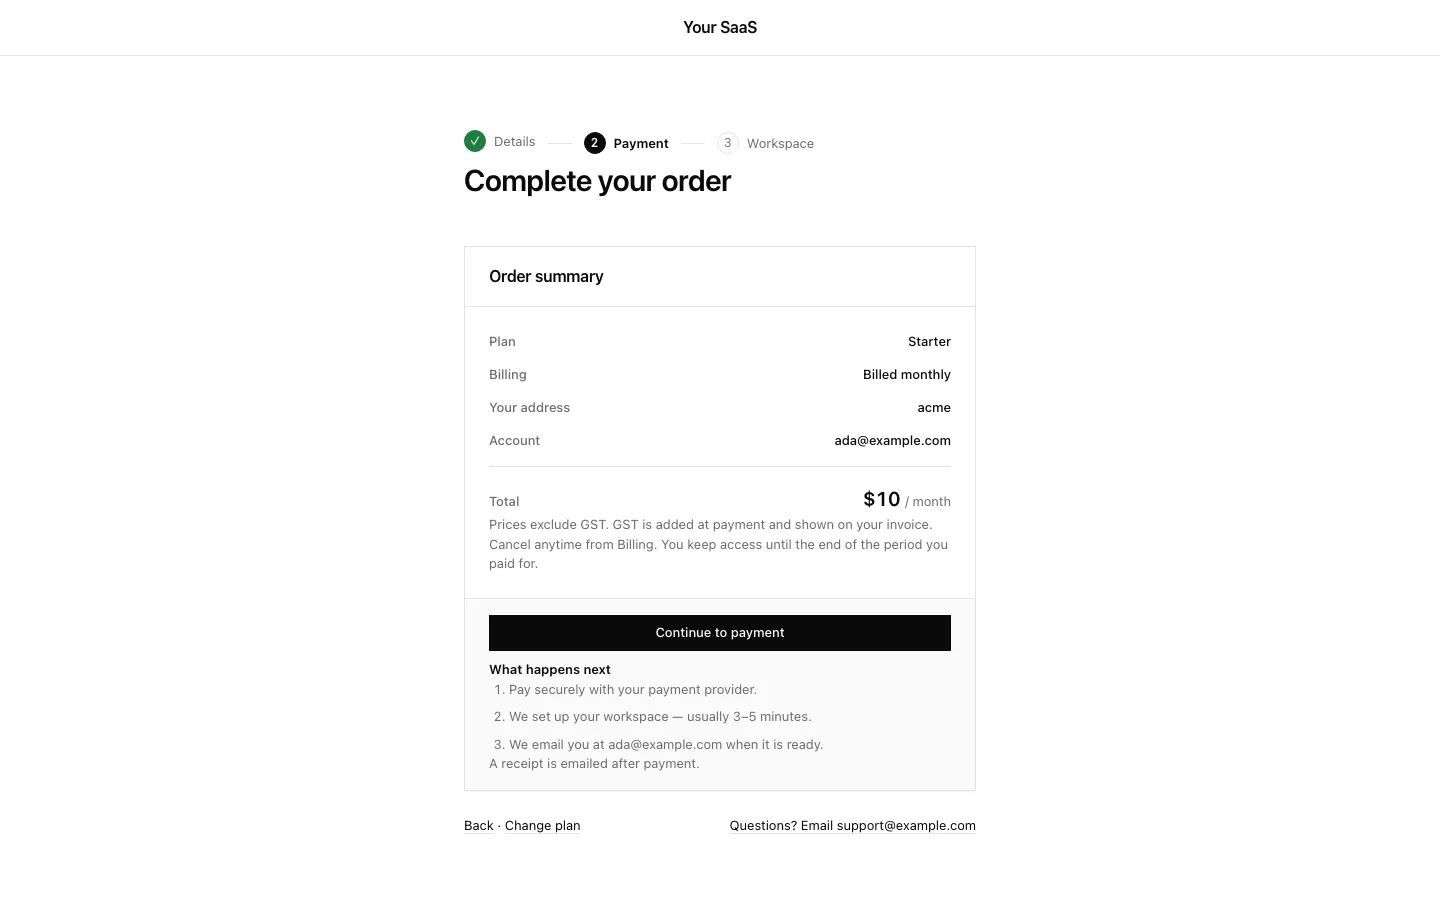 Your SaaS
✓ Details 2 Payment 3 Workspace
Complete your order
Order summary
Plan Starter
Billing Billed monthly
Your address acme
Account ada@example.com
Total $10 / month
Prices exclude GST. GST is added at payment and shown on your invoice.
Cancel anytime from Billing. You keep access until the end of the period you
paid for.
Continue to payment
What happens next
1. Pay securely with your payment provider.
2. We set up your workspace — usually 3–5 minutes.
3. We email you at ada@example.com when it is ready.
A receipt is emailed after payment.
Back · Change plan Questions? Email support@example.com